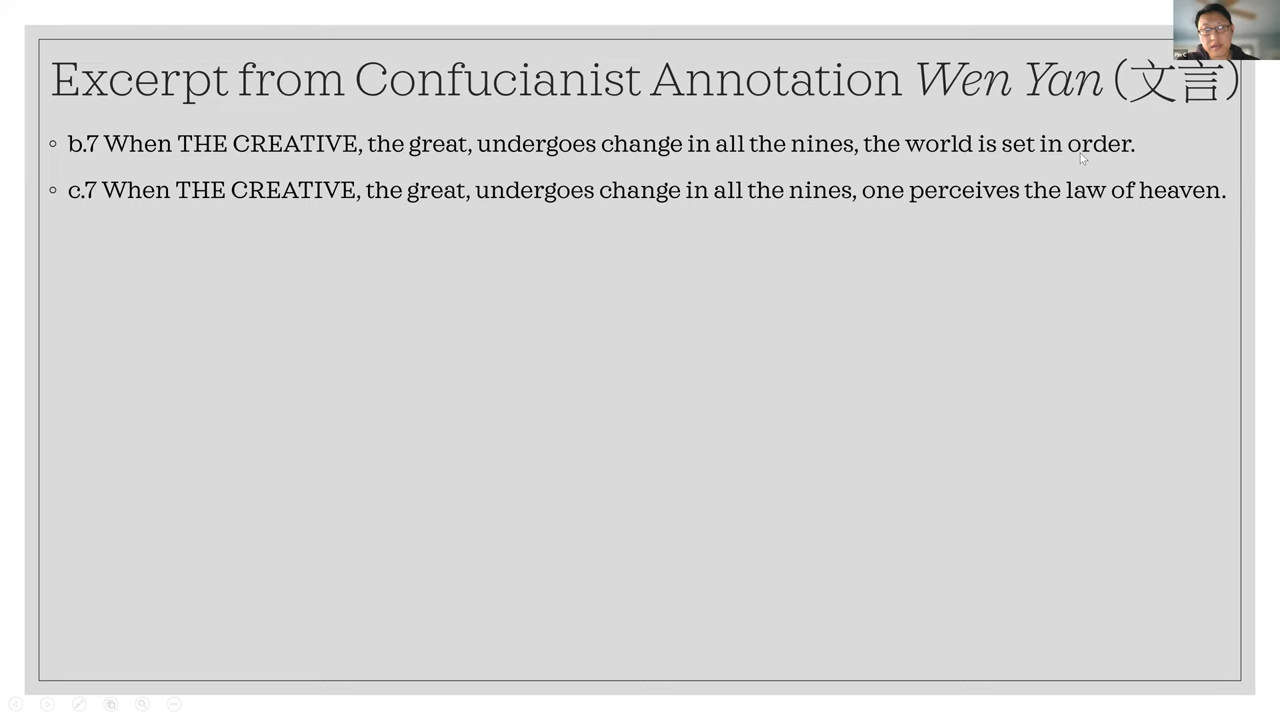 Excerpt from Confucianist Annotation Wen Yan (文言)
b.7 When THE CREATIVE, the great, undergoes change in all the nines, the world is set in order.
c.7 When THE CREATIVE, the great, undergoes change in all the nines, one perceives the law of heaven.